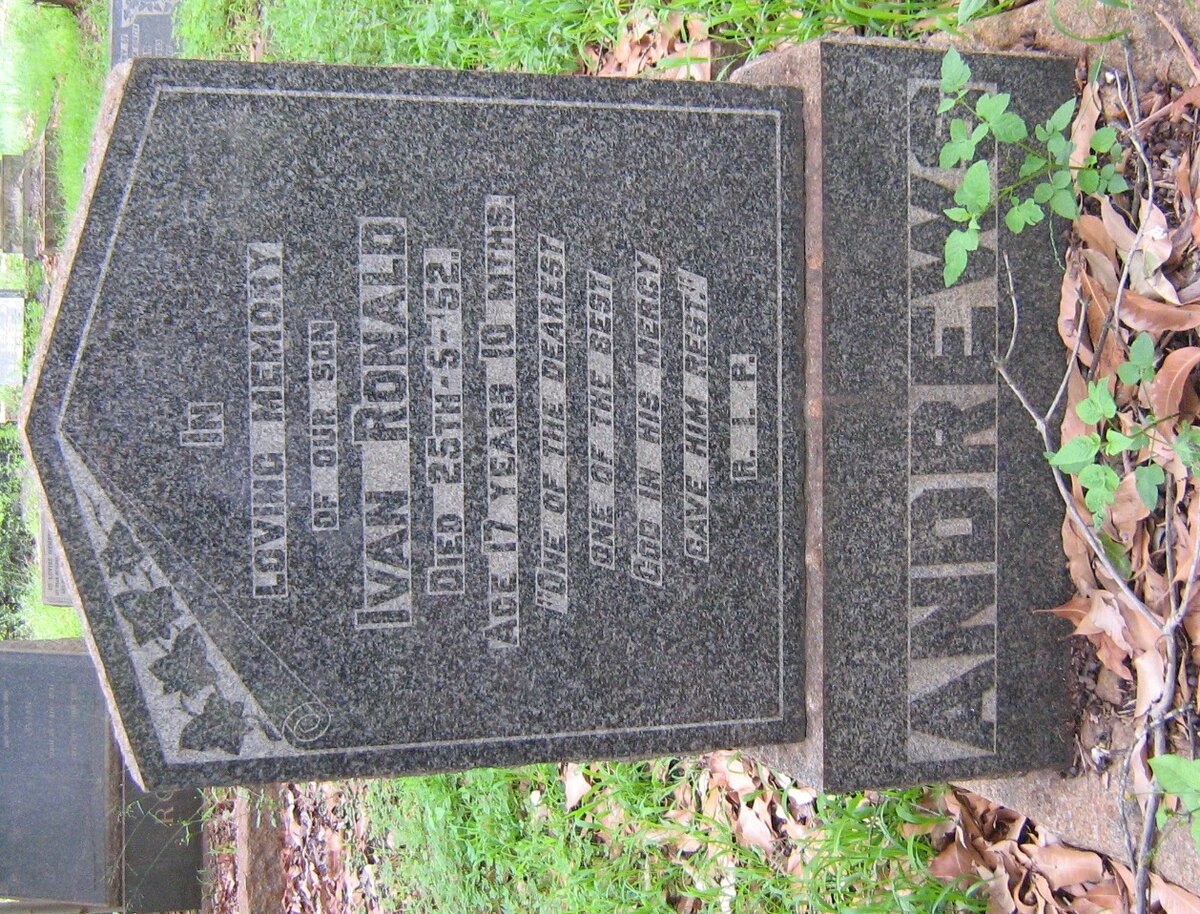 IN
LOVING MEMORY
OF OUR SON
IVAN RONALD
DIED 25TH-5-52.
AGE 17 YEARS 10 MTHS
"ONE OF THE DEAREST
ONE OF THE BEST
GOD IN HIS MERCY
GAVE HIM REST."
R.I.P.
ANDREWS